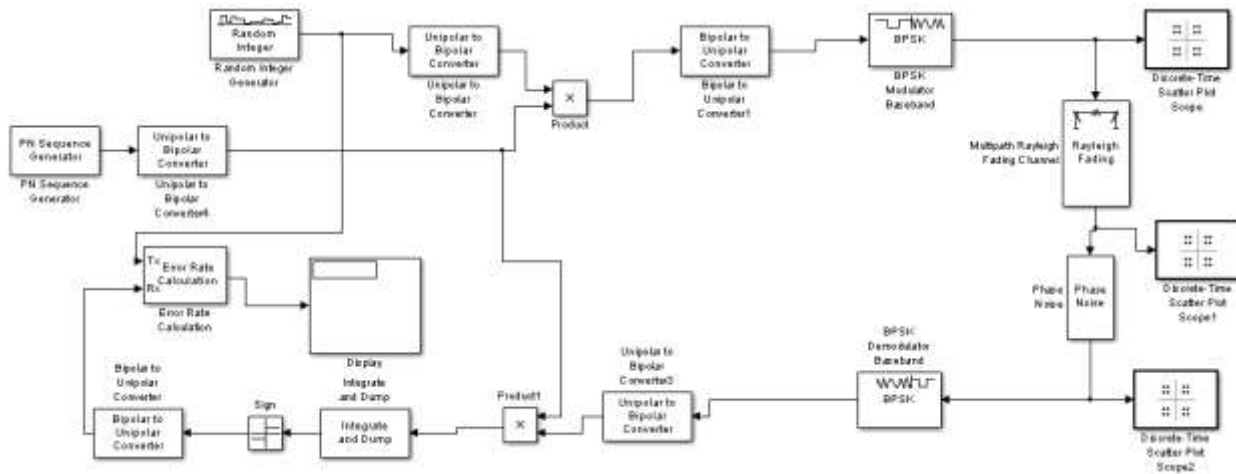 Random
Integer
Random Integer
Generator
Unipolar to
Bipolar
Converter
Unipolar to
Bipolar
Converter
×
Product
Bipolar to
Unipolar
Converter
Bipolar to
Unipolar
Converter1
BPSK
BPSK
Modulator
Baseband
Discrete-Time
Scatter Plot
Scope
PN Sequence
Generator
PN Sequence
Generator
Unipolar to
Bipolar
Converter
Unipolar to
Bipolar
Converter4
Multipath Rayleigh
Fading Channel
Rayleigh
Fading
Discrete-Time
Scatter Plot
Scope1
Phase
Noise
Phase
Noise
Tx
Rx
Error Rate
Calculation
Error Rate
Calculation
Display
BPSK
Demodulator
Baseband
BPSK
Unipolar to
Bipolar
Converter3
Unipolar to
Bipolar
Converter
Product1
×
Integrate
and Dump
Integrate
and Dump
Sign
Bipolar to
Unipolar
Converter
Bipolar to
Unipolar
Converter
Discrete-Time
Scatter Plot
Scope2